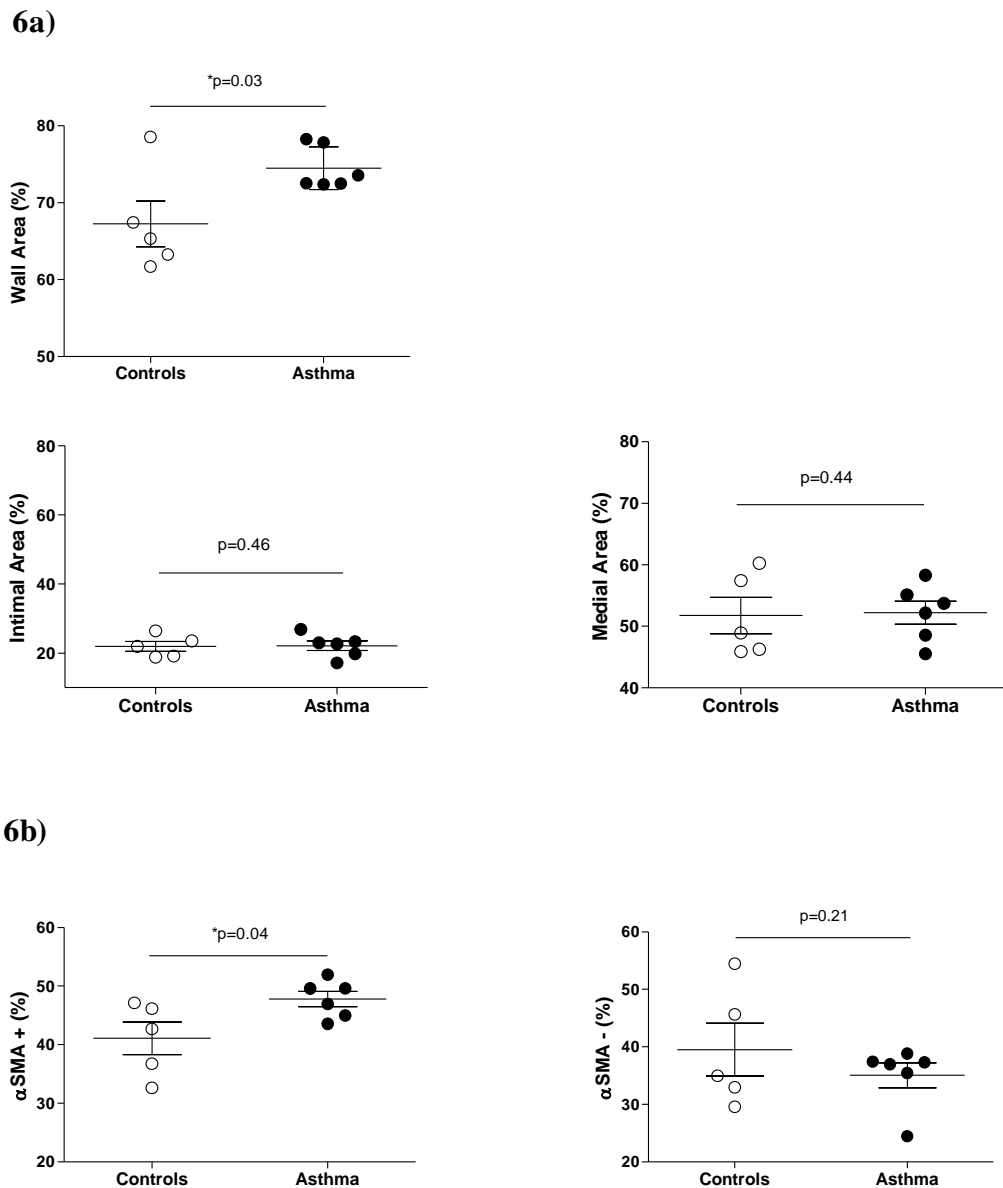 6a)
*p=0.03
80
70
60
50
Wall Area (%)
Controls Asthma
80
60
40
20
Intimal Area (%)
p=0.46
Controls Asthma
80
70
60
50
40
Medial Area (%)
p=0.44
Controls Asthma
6b)
60
50
40
30
20
αSMA + (%)
*p=0.04
Controls Asthma
60
50
40
30
20
αSMA - (%)
p=0.21
Controls Asthma